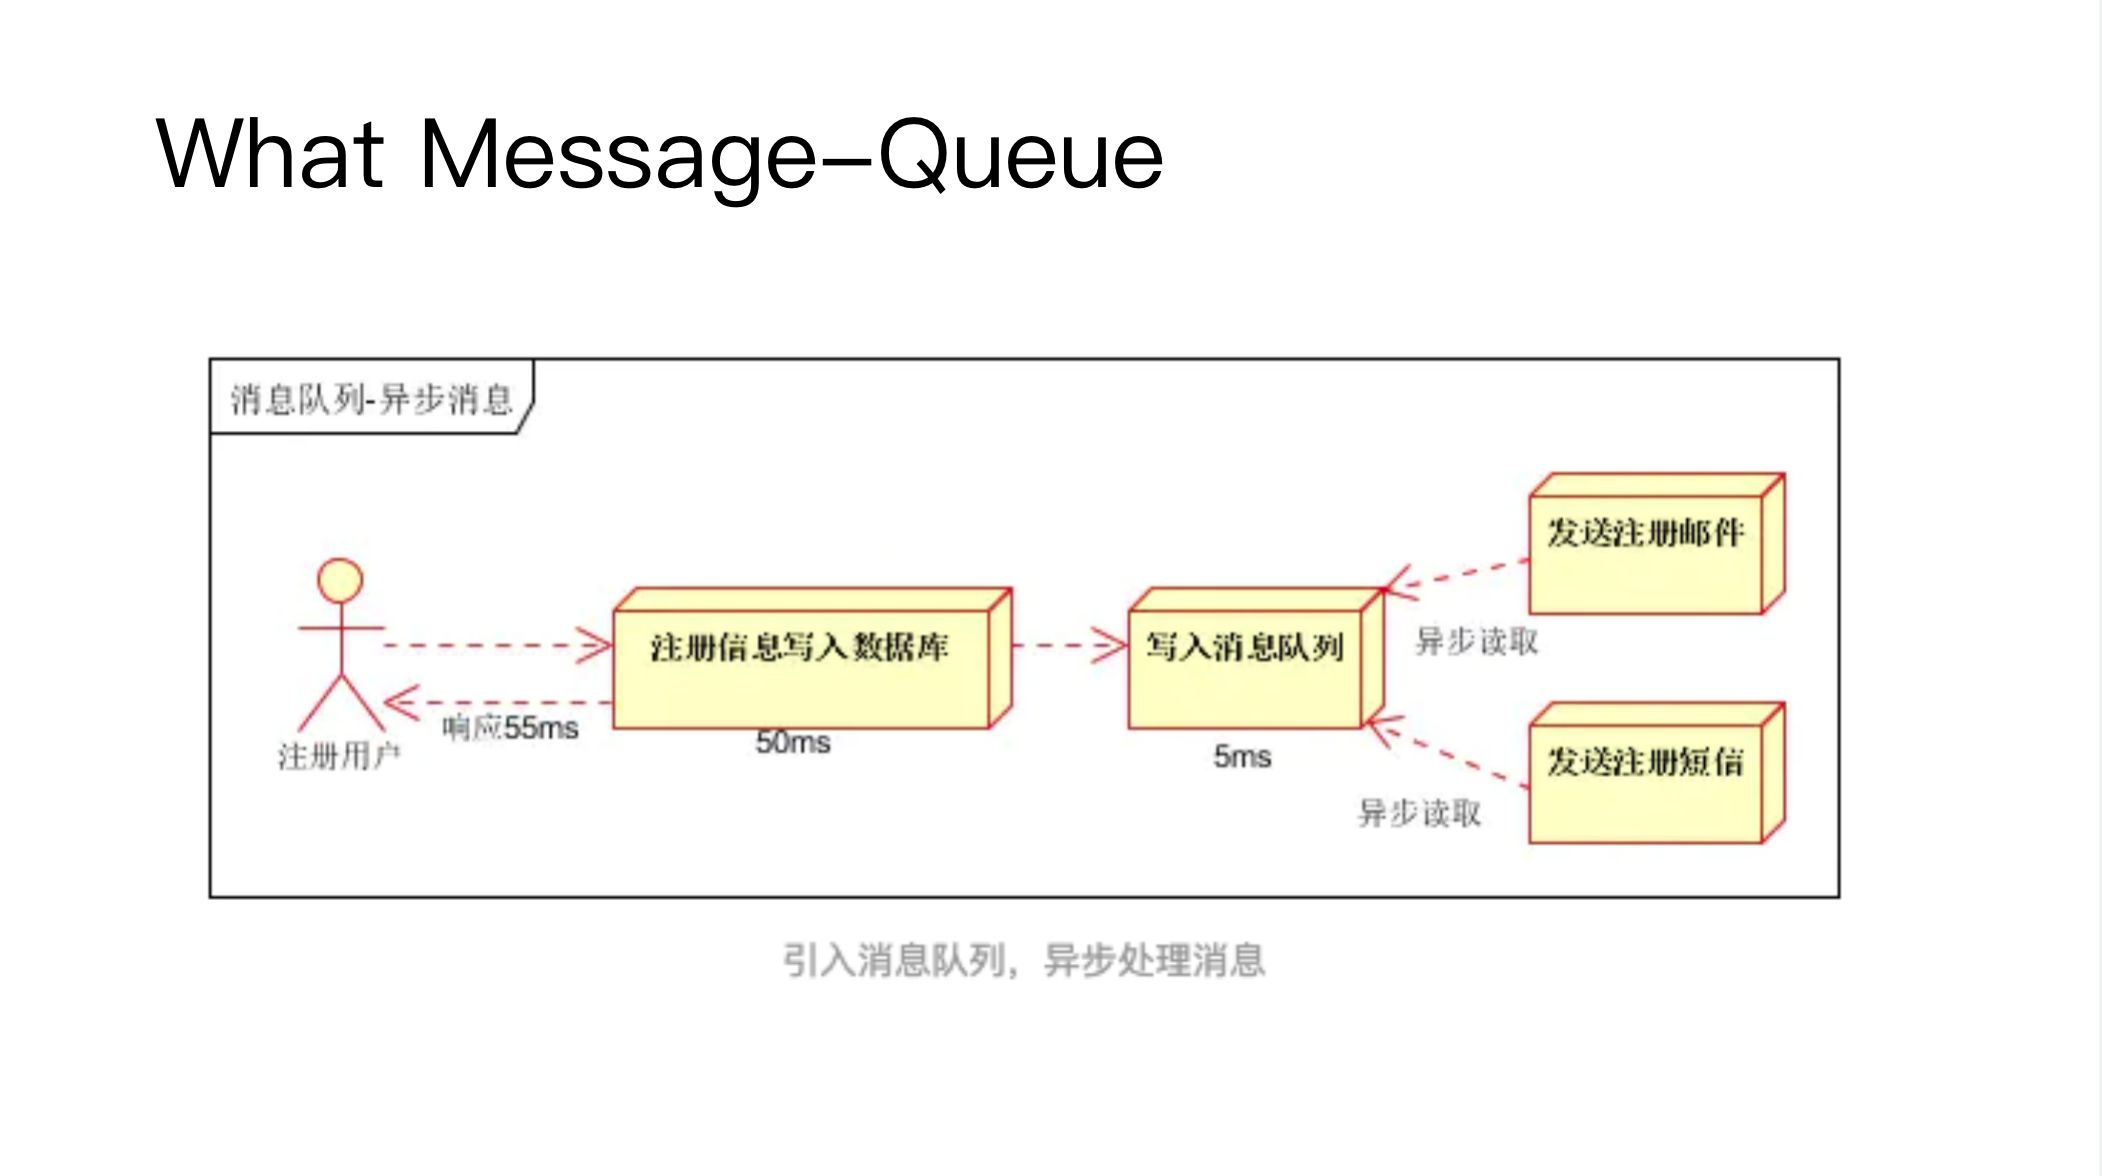 What Message-Queue
消息队列-异步消息
发送注册邮件
注册信息写入数据库
写入消息队列
异步读取
响应55ms
50ms
5ms
注册用户
发送注册短信
异步读取
引入消息队列，异步处理消息